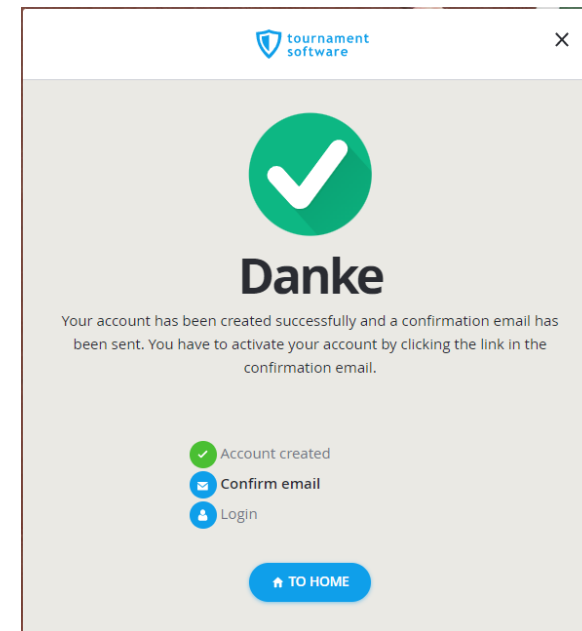 tournament
software
Danke
Your account has been created successfully and a confirmation email has
been sent. You have to activate your account by clicking the link in the
confirmation email.
Account created
Confirm email
Login
TO HOME